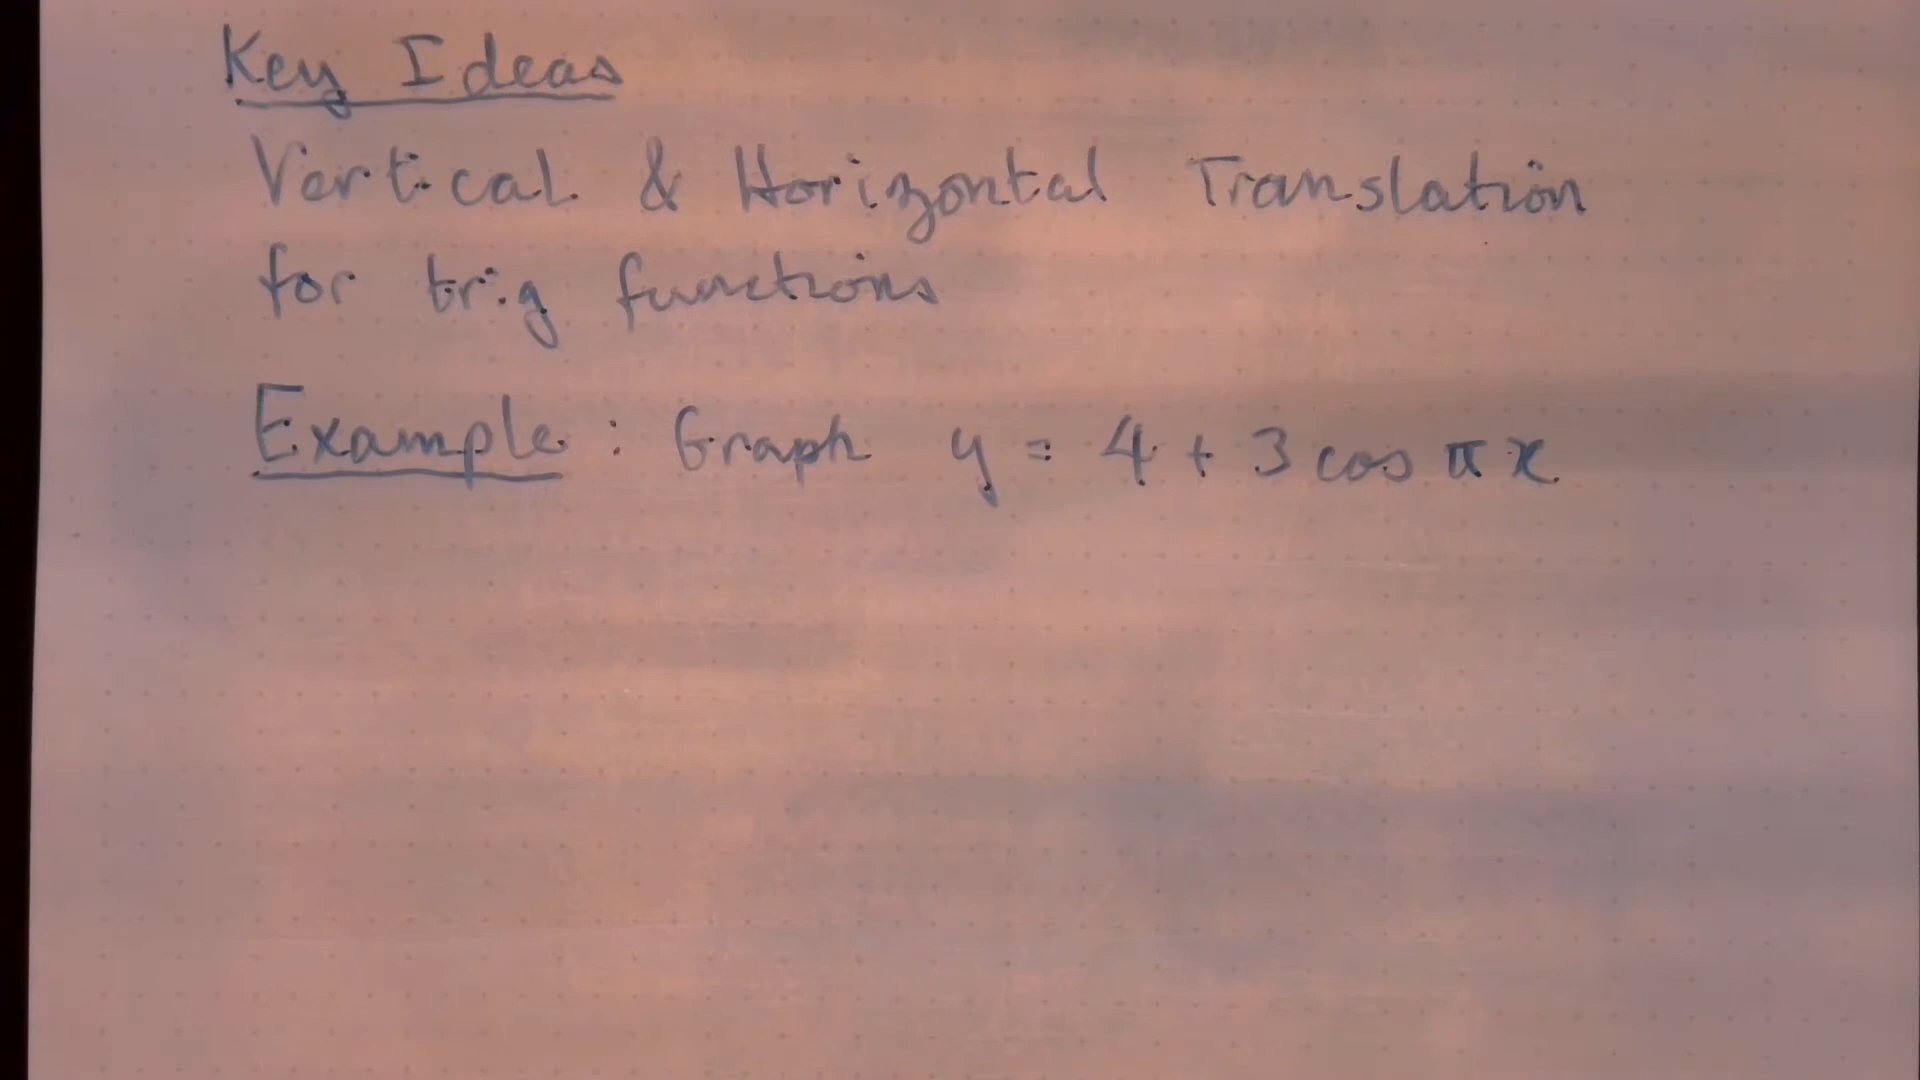 Key Ideas
Vertical & Horizontal Translation
for trig functions
Example : Graph y = 4 + 3 cos πx